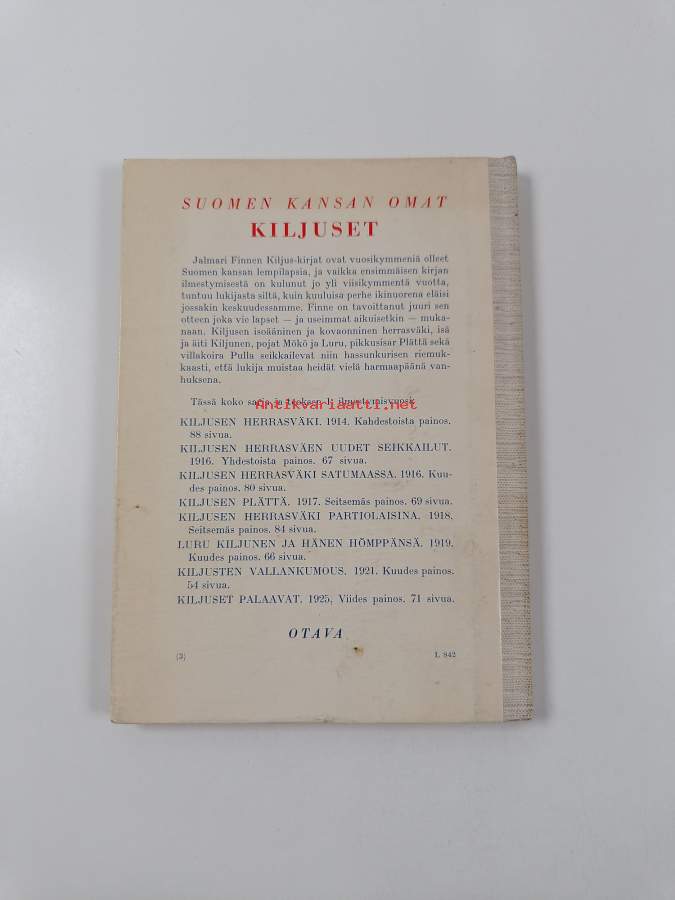 SUOMEN KANSAN OMAT
KILJUSET
Jalmari Finnen Kiljus-kirjat ovat vuosikymmeniä olleet
Suomen kansan lempilapsia, ja vaikka ensimmäisen kirjan
ilmestymisestä on kulunut jo yli viisikymmentä vuotta,
tuntuu lukijasta siltä, kuin kuuluisa perhe ikinuorena eläisi
jossakin keskuudessamme. Finne on tavoittanut juuri sen
otteen joka vie lapset — ja useimmat aikuisetkin — muka-
naan. Kiljusen isoääninen ja kovaonninen herrasväki, isä
ja äiti Kiljunen, pojat Mökö ja Luru, pikkusisar Plättä sekä
villakoira Pulla seikkailevat niin hassunkurisen riemuk-
kaasti, että lukija muistaa heidät vielä harmaapäänä van-
huksena.
Tässä koko sarja ja teoksen 1. ilmestymisvuosi:
Antikvariaatti.net
KILJUSEN HERRASVÄKI. 1914. Kahdestoista painos.
88 sivua.
KILJUSEN HERRASVÄEN UUDET SEIKKAILUT.
1916. Yhdestoista painos. 67 sivua.
KILJUSEN HERRASVÄKI SATUMAASSA. 1916. Kuu-
des painos. 80 sivua.
KILJUSEN PLÄTTÄ. 1917. Seitsemäs painos. 69 sivua.
KILJUSEN HERRASVÄKI PARTIOLAISINA. 1918.
Seitsemäs painos. 84 sivua.
LURU KILJUNEN JA HÄNEN HÖMPPÄNSÄ. 1919.
Kuudes painos. 66 sivua.
KILJUSTEN VALLANKUMOUS. 1921. Kuudes painos.
54 sivua.
KILJUSET PALAAVAT. 1925, Viides painos. 71 sivua.
OTAVA
(3) L 842